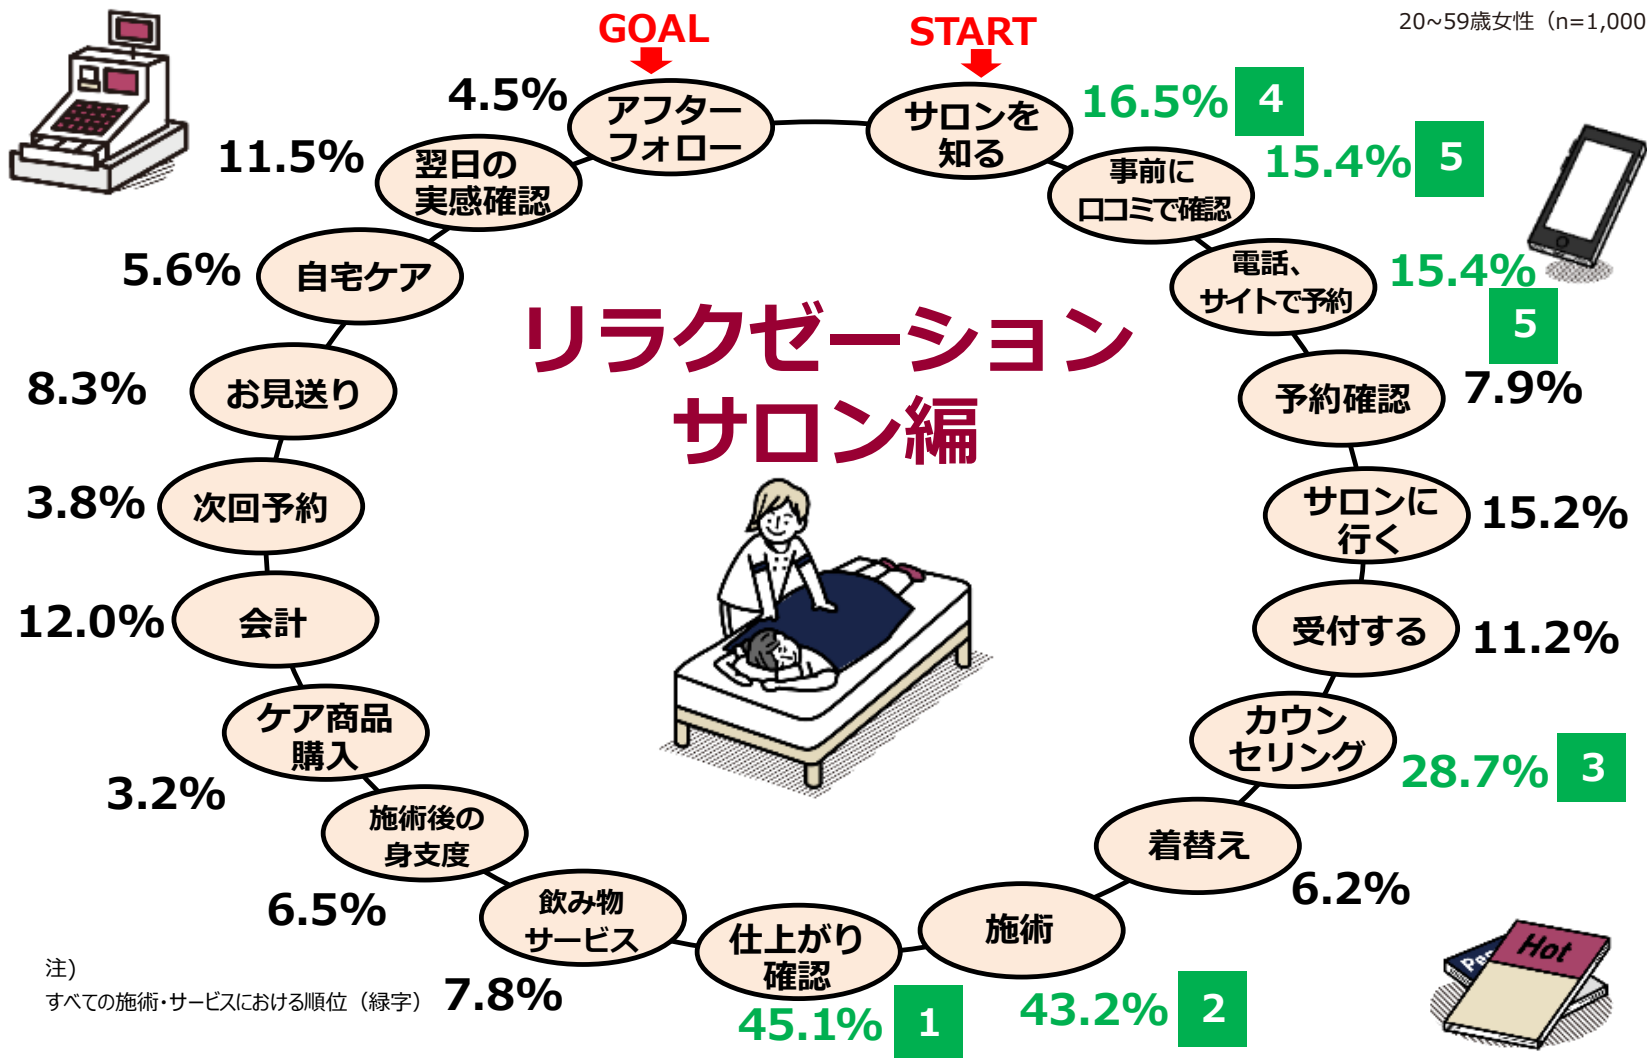 20~59歳女性（n=1,000
GOAL
START
アフター
フォロー
4.5%
サロンを
知る
16.5%
4
事前に
口コミで確認
15.4%
5
電話、
サイトで予約
15.4%
5
予約確認
7.9%
サロンに
行く
15.2%
受付する
11.2%
カウン
セリング
28.7%
3
着替え
6.2%
施術
43.2%
2
仕上がり
確認
45.1%
1
飲み物
サービス
7.8%
施術後の
身支度
6.5%
ケア商品
購入
3.2%
会計
12.0%
次回予約
3.8%
お見送り
8.3%
自宅ケア
5.6%
翌日の
実感確認
11.5%
リラクゼーション
サロン編
Hot
注)
すべての施術・サービスにおける順位（緑字）